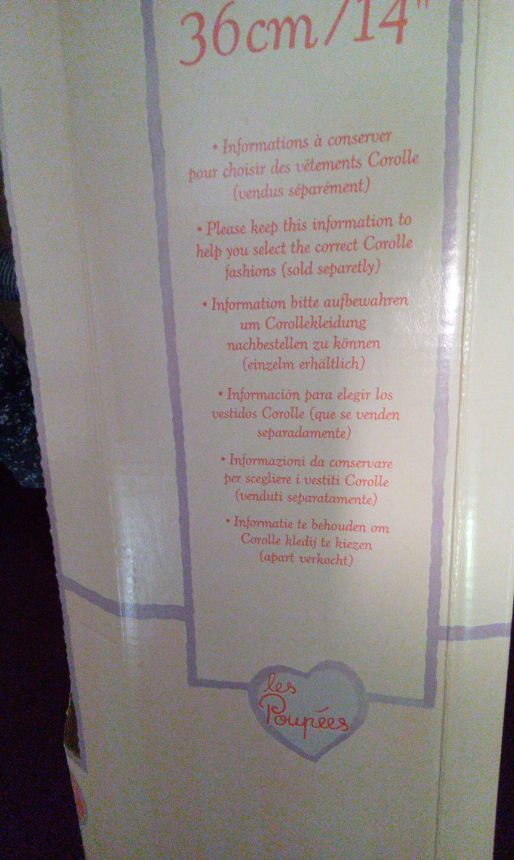 36cm/14"
• Informations à conserver
pour choisir des vêtements Corolle
(vendus séparément)
• Please keep this information to
help you select the correct Corolle
fashions (sold separetly)
• Information bitte aufbewahren
um Corollekleidung
nachbestellen zu können
(einzelm erhältlich)
• Información para elegir los
vestidos Corolle (que se venden
separadamente)
• Informazioni da conservare
per scegliere i vestiti Corolle
(venduti separatamente)
• Informatie te behouden om
Corolle kledij te kiezen
(apart verkocht)
les
Poupées